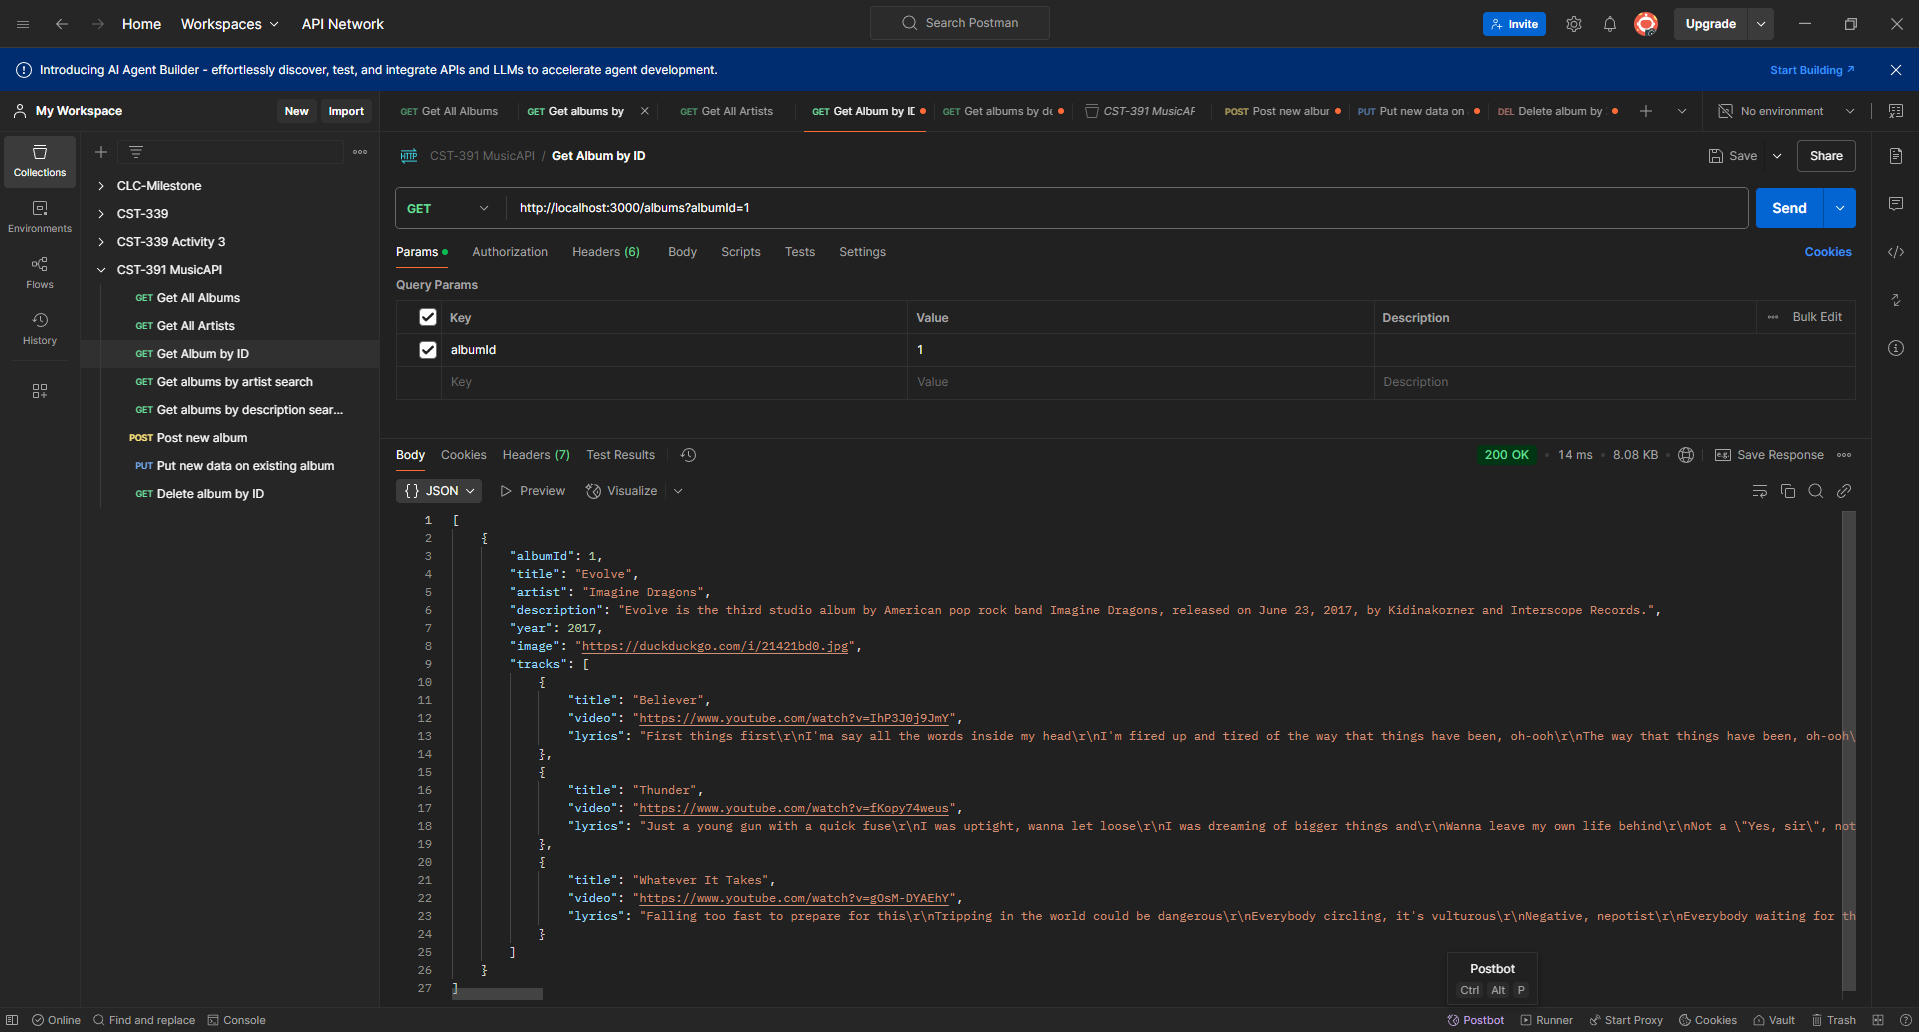 Home Workspaces API Network Search Postman Invite Upgrade
Introducing AI Agent Builder - effortlessly discover, test, and integrate APIs and LLMs to accelerate agent development. Start Building
My Workspace New Import
GET Get All Albums GET Get albums by GET Get All Artists GET Get Album by ID GET Get albums by de CST-391 MusicAP POST Post new albur PUT Put new data on DEL Delete album by No environment
Collections
Environments
Flows
History
CLC-Milestone
CST-339
CST-339 Activity 3
CST-391 MusicAPI
GET Get All Albums
GET Get All Artists
GET Get Album by ID
GET Get albums by artist search
GET Get albums by description sear...
POST Post new album
PUT Put new data on existing album
GET Delete album by ID
HTTP CST-391 MusicAPI / Get Album by ID Save Share
GET http://localhost:3000/albums?albumId=1 Send
Params Authorization Headers (6) Body Scripts Tests Settings Cookies
Query Params
Key Value Description Bulk Edit
albumId 1
Key Value Description
Body Cookies Headers (7) Test Results 200 OK 14 ms 8.08 KB e.g. Save Response
{} JSON Preview Visualize
1 [
2 {
3 "albumId": 1,
4 "title": "Evolve",
5 "artist": "Imagine Dragons",
6 "description": "Evolve is the third studio album by American pop rock band Imagine Dragons, released on June 23, 2017, by Kidinakorner and Interscope Records.",
7 "year": 2017,
8 "image": "https://duckduckgo.com/i/21421bd0.jpg",
9 "tracks": [
10 {
11 "title": "Believer",
12 "video": "https://www.youtube.com/watch?v=IhP3J0j9JmY",
13 "lyrics": "First things first\r\nI'ma say all the words inside my head\r\nI'm fired up and tired of the way that things have been, oh-ooh\r\nThe way that things have been, oh-ooh\
14 },
15 {
16 "title": "Thunder",
17 "video": "https://www.youtube.com/watch?v=fKopy74weus",
18 "lyrics": "Just a young gun with a quick fuse\r\nI was uptight, wanna let loose\r\nI was dreaming of bigger things and\r\nWanna leave my own life behind\r\nNot a \"Yes, sir\", not
19 },
20 {
21 "title": "Whatever It Takes",
22 "video": "https://www.youtube.com/watch?v=gOsM-DYAEhY",
23 "lyrics": "Falling too fast to prepare for this\r\nTripping in the world could be dangerous\r\nEverybody circling, it's vulturous\r\nNegative, nepotist\r\nEverybody waiting for th
24 }
25 ]
26 }
27 ]
Postbot
Ctrl Alt P
Online Find and replace Console Postbot Runner Start Proxy Cookies Vault Trash